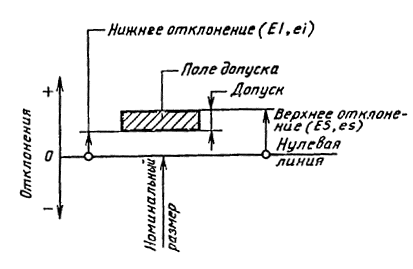 Нижнее отклонение (EI, ei)
Поле допуска
Допуск
Верхнее отклоне-
ние (ES, es)
Нулевая
линия
Отклонения
+
0
–
Номинальный
размер